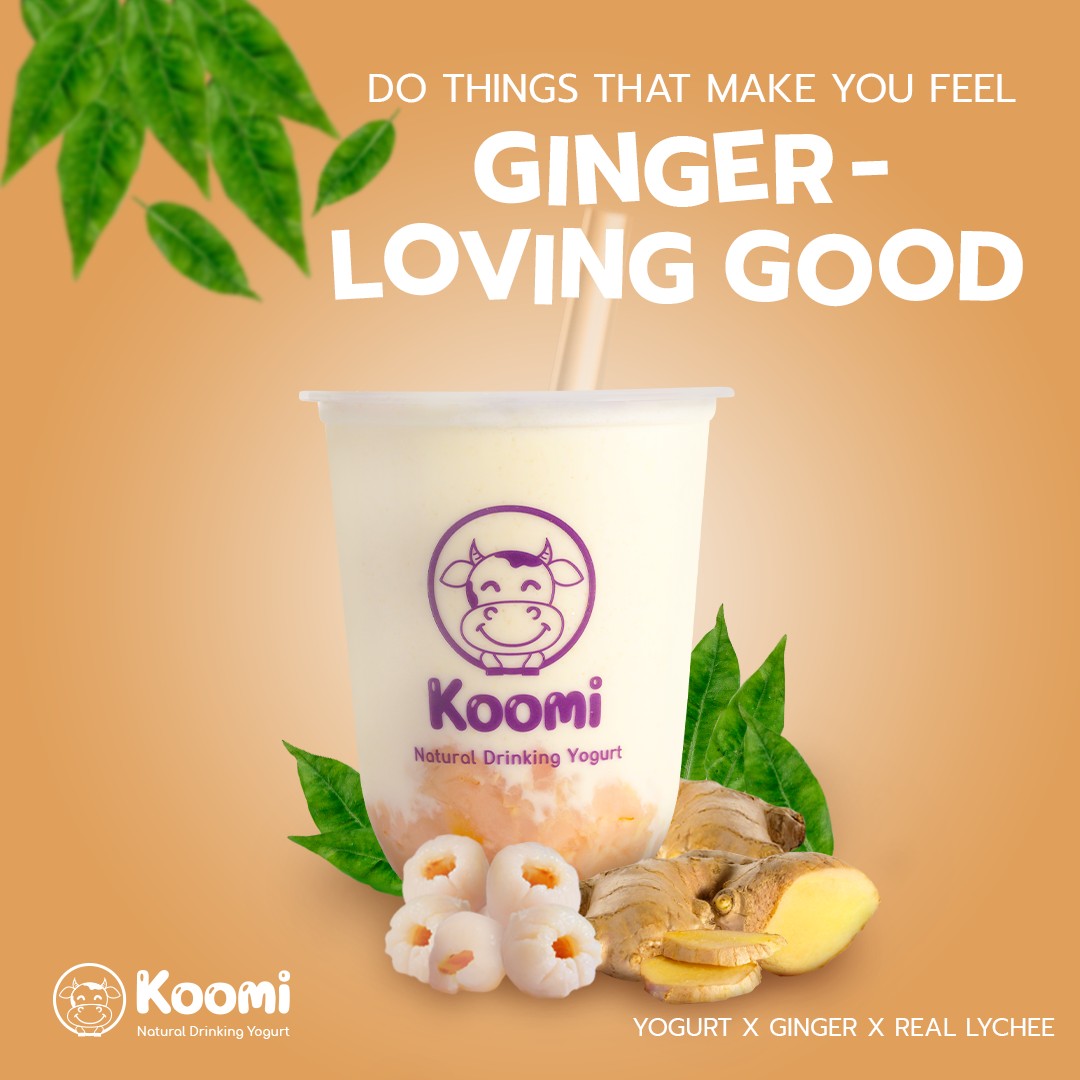 DO THINGS THAT MAKE YOU FEEL
GINGER-
LOVING GOOD
Koomi
Natural Drinking Yogurt
Koomi
Natural Drinking Yogurt
YOGURT X GINGER X REAL LYCHEE